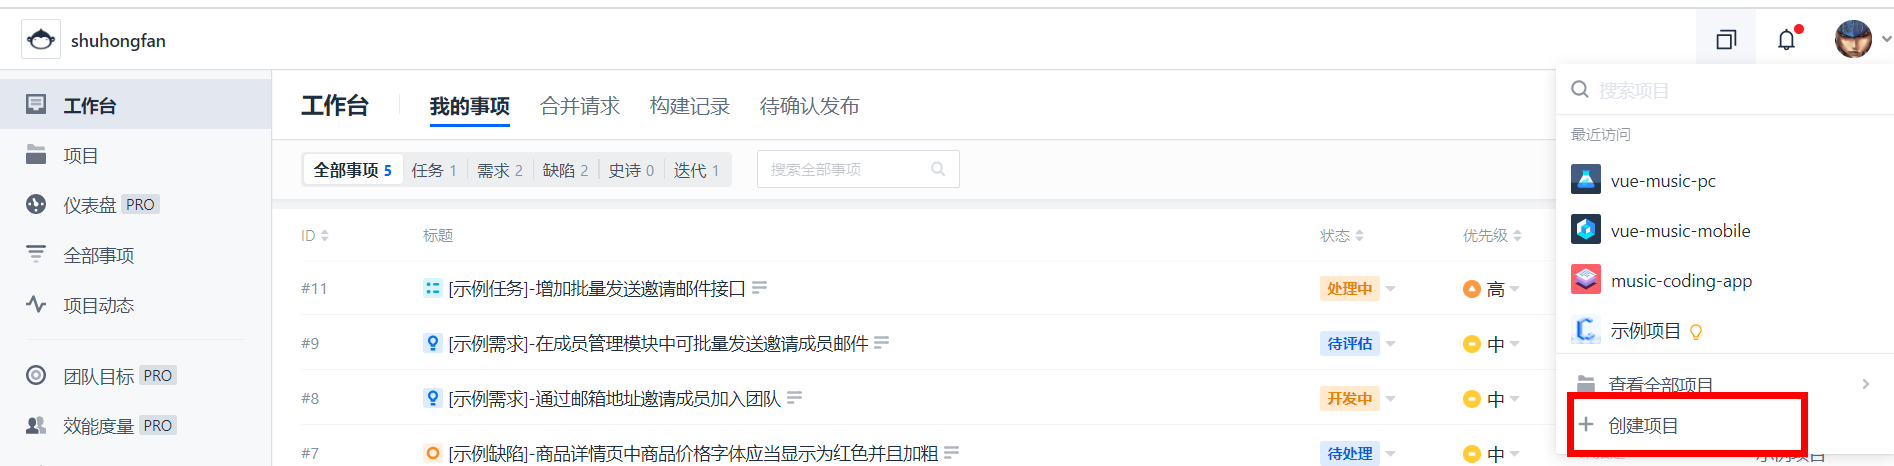 shuhongfan
工作台
项目
仪表盘 PRO
全部事项
项目动态
团队目标 PRO
效能度量 PRO
工作台 我的事项 合并请求 构建记录 待确认发布
全部事项 5 任务 1 需求 2 缺陷 2 史诗 0 迭代 1 搜索全部事项
ID 标题 状态 优先级
#11 [示例任务]-增加批量发送邀请邮件接口 处理中 高
#9 [示例需求]-在成员管理模块中可批量发送邀请成员邮件 待评估 中
#8 [示例需求]-通过邮箱地址邀请成员加入团队 开发中 中
#7 [示例缺陷]-商品详情页中商品价格字体应当显示为红色并且加粗 待处理 中
搜索项目
最近访问
vue-music-pc
vue-music-mobile
music-coding-app
示例项目
查看全部项目
创建项目